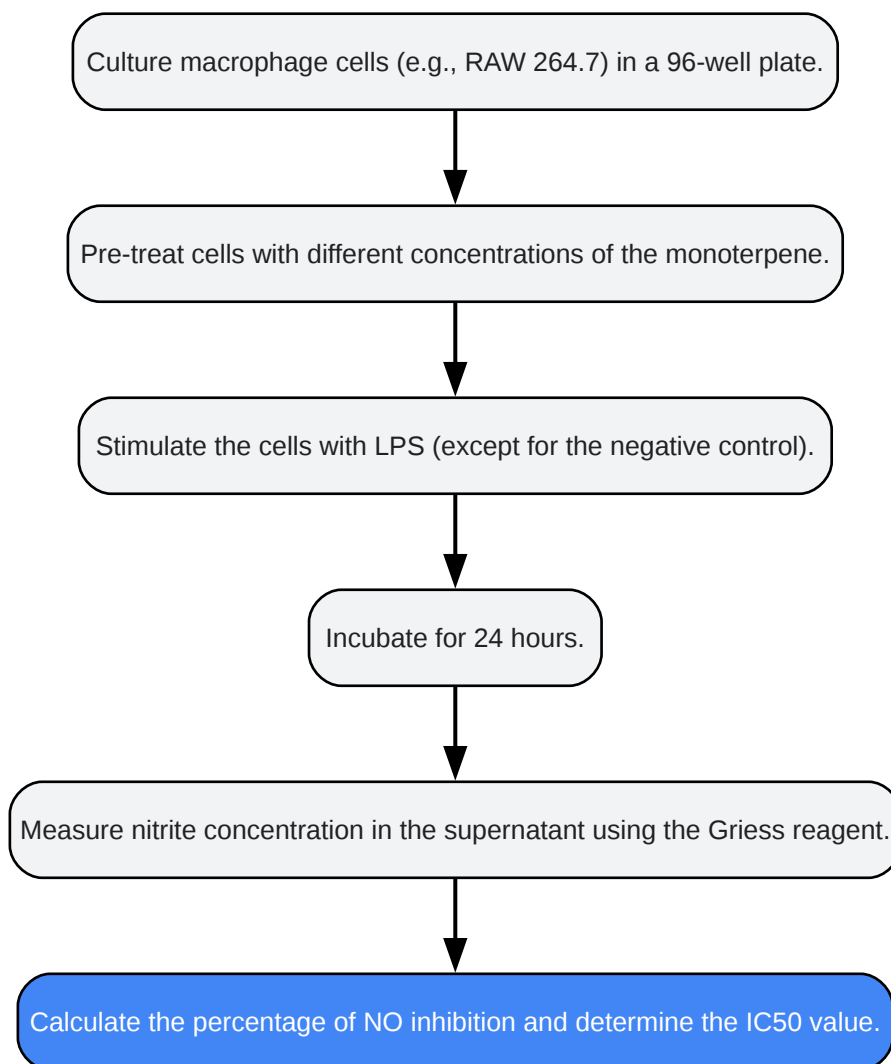 Culture macrophage cells (e.g., RAW 264.7) in a 96-well plate.
Pre-treat cells with different concentrations of the monoterpene.
Stimulate the cells with LPS (except for the negative control).
Incubate for 24 hours.
Measure nitrite concentration in the supernatant using the Griess reagent.
Calculate the percentage of NO inhibition and determine the IC50 value.